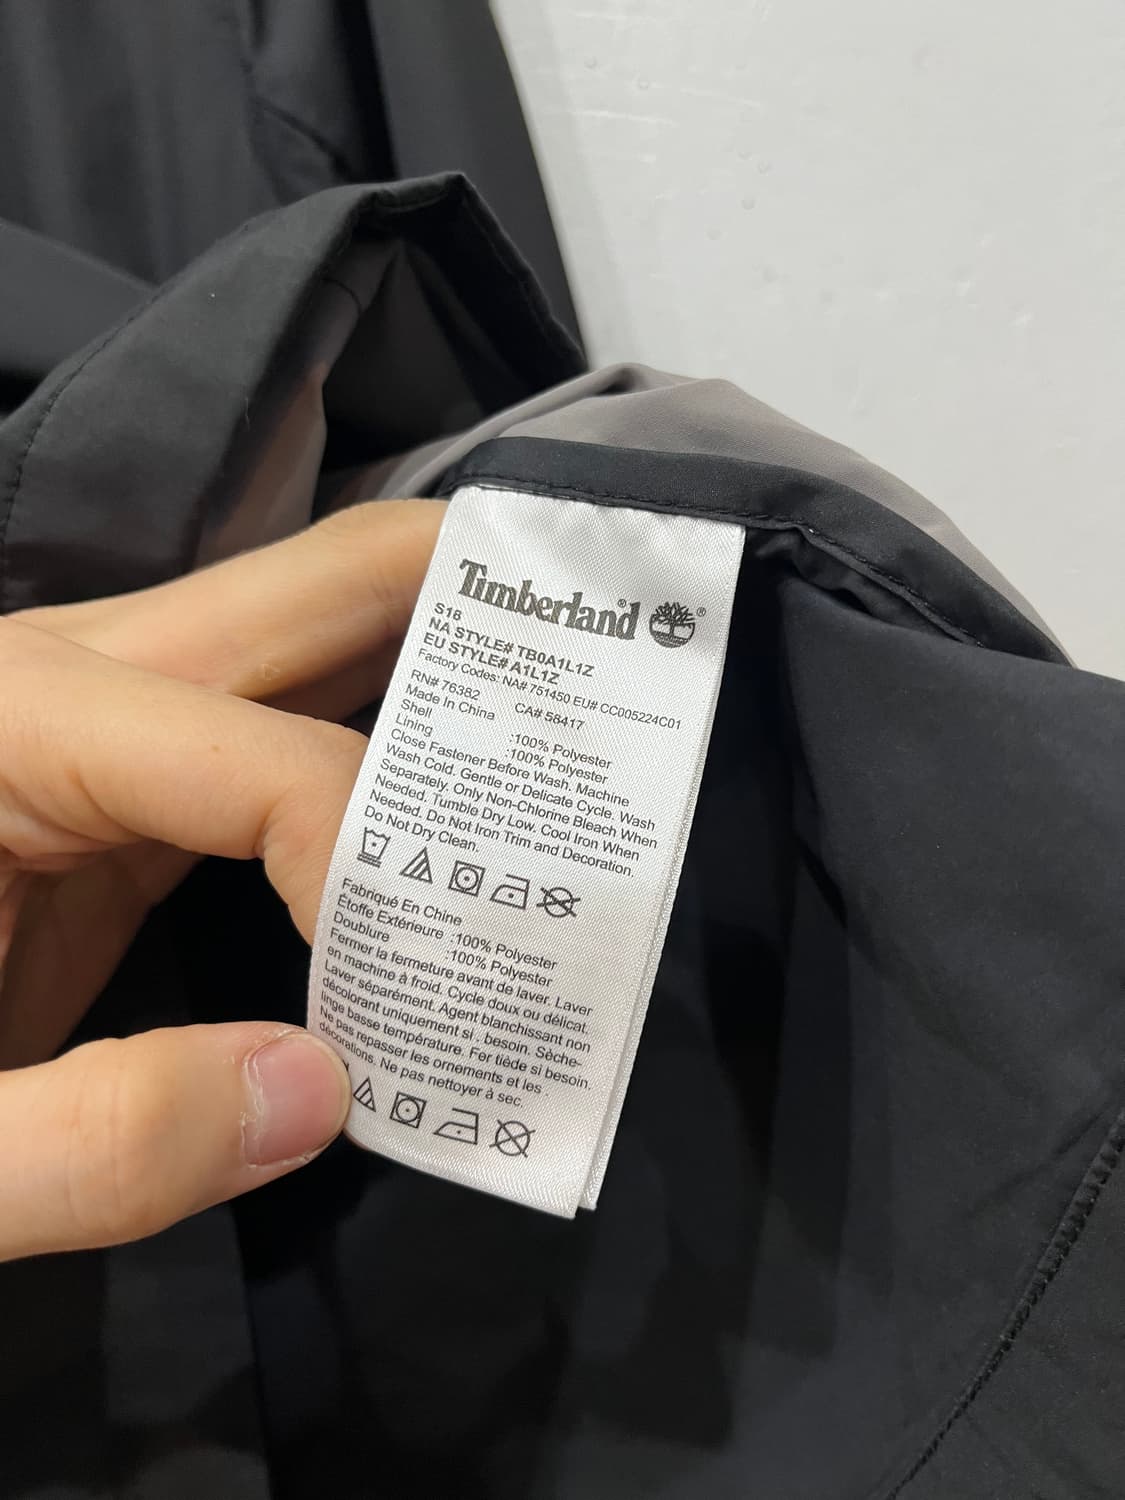 Timberland®
®
S18
NA STYLE# TB0A1L1Z
EU STYLE# A1L1Z
Factory Codes: NA# 751450 EU# CC005224C01
RN# 76382 CA# 58417
Made In China
Shell :100% Polyester
Lining :100% Polyester
Close Fastener Before Wash. Machine
Wash Cold. Gentle or Delicate Cycle. Wash
Separately. Only Non-Chlorine Bleach When
Needed. Tumble Dry Low. Cool Iron When
Needed. Do Not Iron Trim and Decoration.
Do Not Dry Clean.
Fabriqué En Chine
Étoffe Extérieure :100% Polyester
Doublure :100% Polyester
Fermer la fermeture avant de laver. Laver
en machine à froid. Cycle doux ou délicat.
Laver séparément. Agent blanchissant non
décolorant uniquement si . besoin. Sèche-
linge basse température. Fer tiède si besoin.
Ne pas repasser les ornements et les .
décorations. Ne pas nettoyer à sec.